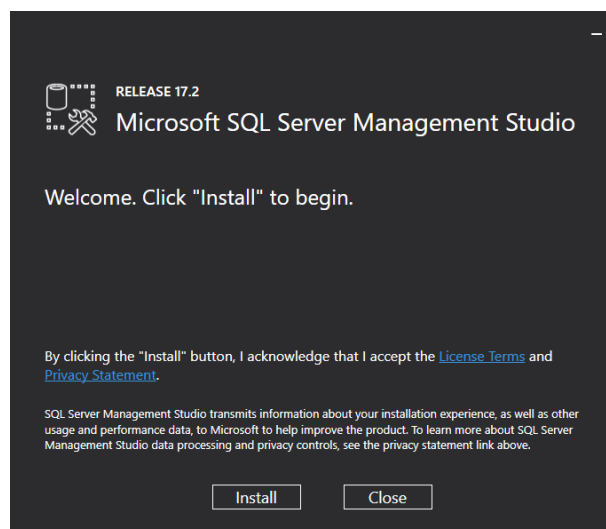 RELEASE 17.2
Microsoft SQL Server Management Studio
Welcome. Click "Install" to begin.
By clicking the "Install" button, I acknowledge that I accept the License Terms and
Privacy Statement.
SQL Server Management Studio transmits information about your installation experience, as well as other
usage and performance data, to Microsoft to help improve the product. To learn more about SQL Server
Management Studio data processing and privacy controls, see the privacy statement link above.
Install
Close